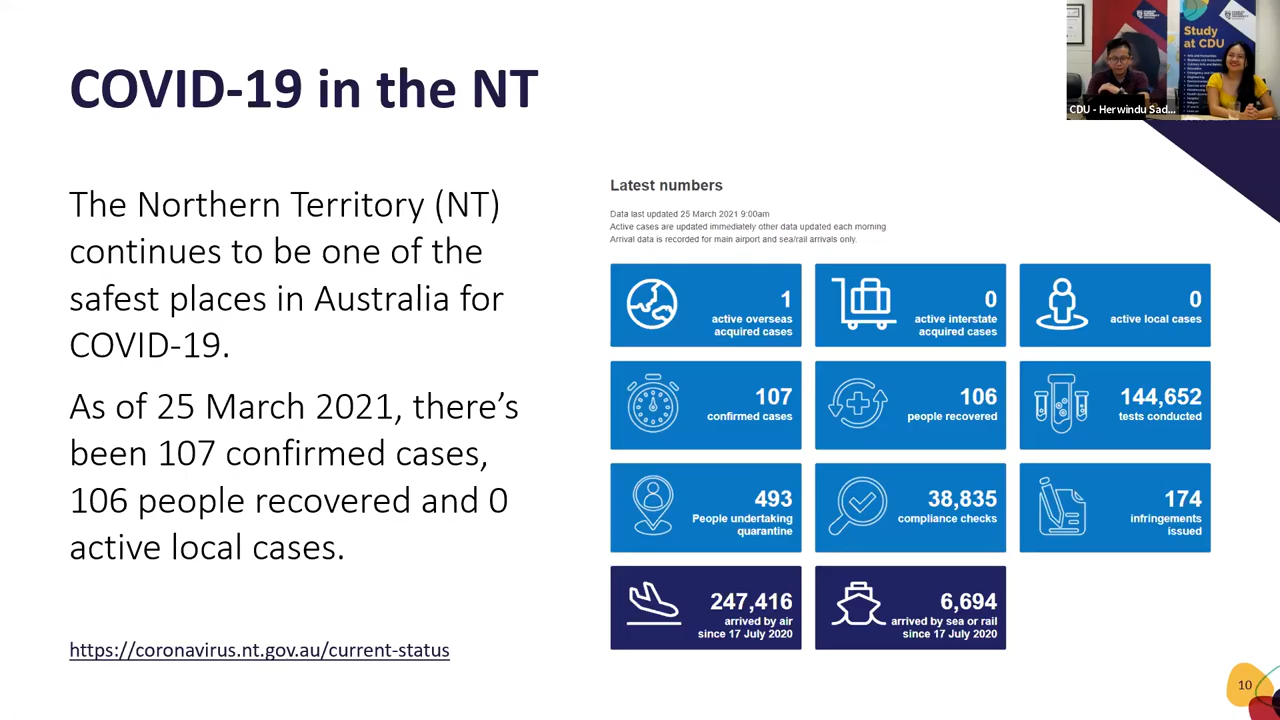 COVID-19 in the NT
Study
at CDU
CDU - Herwindu Sad...
The Northern Territory (NT)
continues to be one of the
safest places in Australia for
COVID-19.
As of 25 March 2021, there's
been 107 confirmed cases,
106 people recovered and 0
active local cases.
https://coronavirus.nt.gov.au/current-status
Latest numbers
Data last updated 25 March 2021 9:00am
Active cases are updated immediately other data updated each morning
Arrival data is recorded for main airport and sea/rail arrivals only.
1
active overseas
acquired cases
0
active interstate
acquired cases
0
active local cases
107
confirmed cases
106
people recovered
144,652
tests conducted
493
People undertaking
quarantine
38,835
compliance checks
174
infringements
issued
247,416
arrived by air
since 17 July 2020
6,694
arrived by sea or rail
since 17 July 2020
10